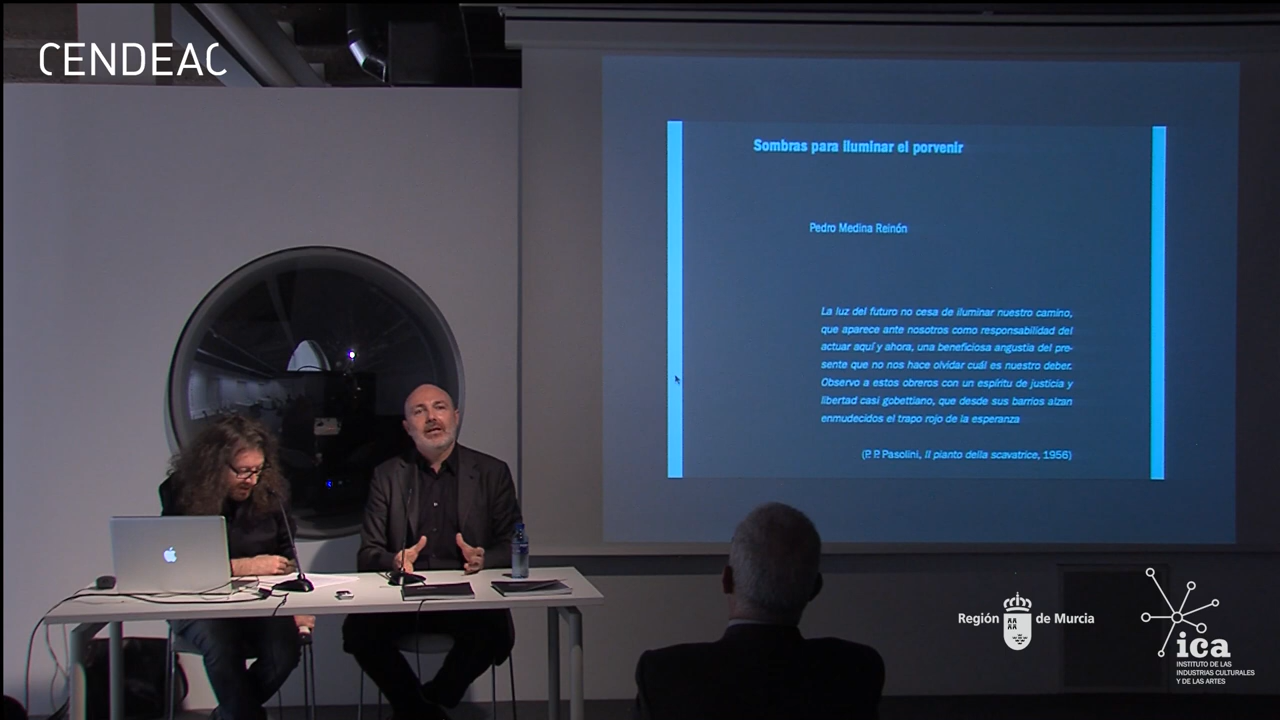 CENDEAC
Sombras para iluminar el porvenir
Pedro Medina Reinón
La luz del futuro no cesa de iluminar nuestro camino,
que aparece ante nosotros como responsabilidad del
actuar aquí y ahora, una beneficiosa angustia del pre-
sente que no nos hace olvidar cuál es nuestro deber.
Observo a estos obreros con un espíritu de justicia y
libertad casi gobettiano, que desde sus barrios alzan
enmudecidos el trapo rojo de la esperanza
(P. P. Pasolini, Il pianto della scavatrice, 1956)
Región de Murcia
ica
INSTITUTO DE LAS
INDUSTRIAS CULTURALES
Y DE LAS ARTES